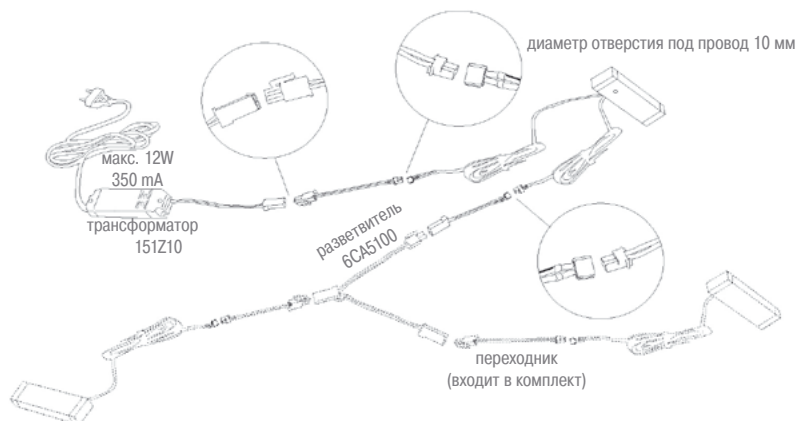 диаметр отверстия под провод 10 мм
макс. 12W
350 mA
трансформатор
151Z10
разветвитель
6CA5100
переходник
(входит в комплект)